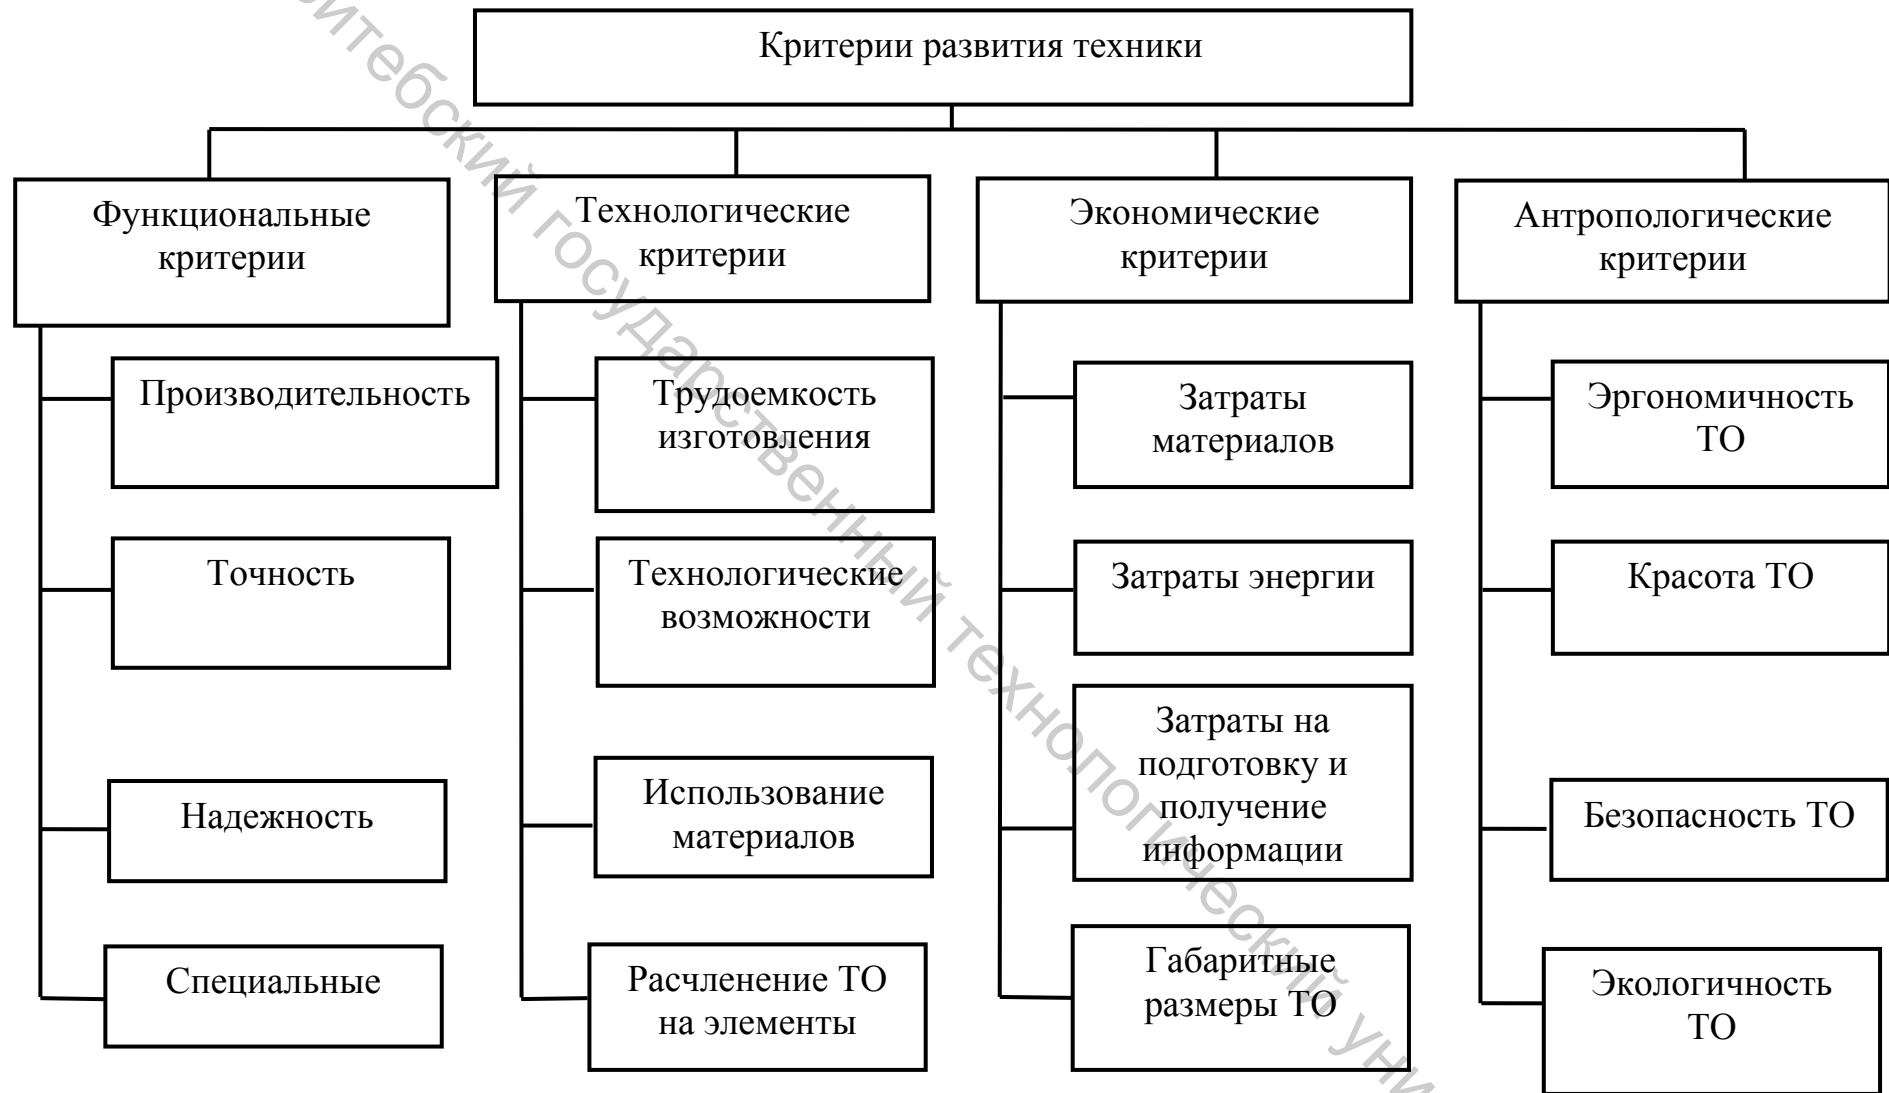 Критерии развития техники
Функциональные
критерии
Производительность
Точность
Надежность
Специальные
Технологические
критерии
Трудоемкость
изготовления
Технологические
возможности
Использование
материалов
Расчленение ТО
на элементы
Экономические
критерии
Затраты
материалов
Затраты энергии
Затраты на
подготовку и
получение
информации
Габаритные
размеры ТО
Антропологические
критерии
Эргономичность
ТО
Красота ТО
Безопасность ТО
Экологичность
ТО
государственный технологический